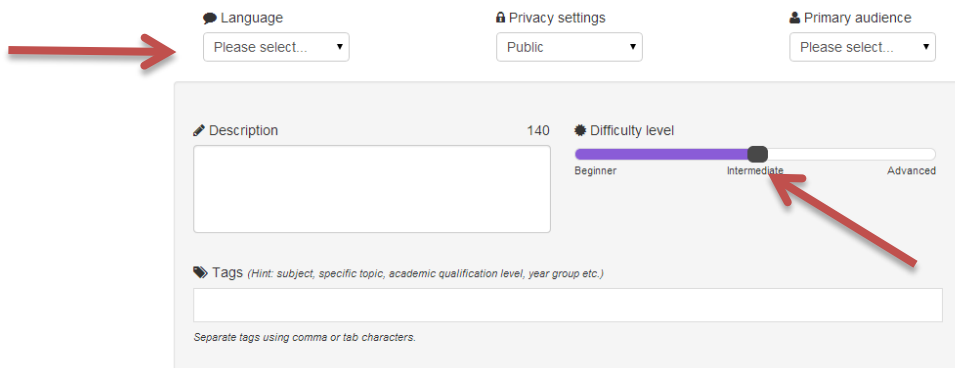 Language Privacy settings Primary audience
Please select... Public Please select...
Description 140 Difficulty level
Beginner Intermediate Advanced
Tags (Hint: subject, specific topic, academic qualification level, year group etc.)
Separate tags using comma or tab characters.